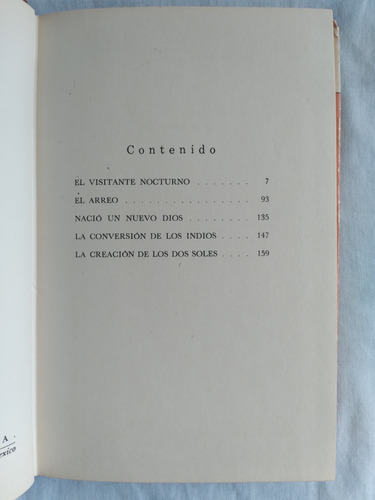 Contenido
EL VISITANTE NOCTURNO . . . . . . . 7
EL ARREO . . . . . . . . . . . . . . . . 93
NACIÓ UN NUEVO DIOS . . . . . . . . 135
LA CONVERSIÓN DE LOS INDIOS . . . . 147
LA CREACIÓN DE LOS DOS SOLES . . . . 159
A